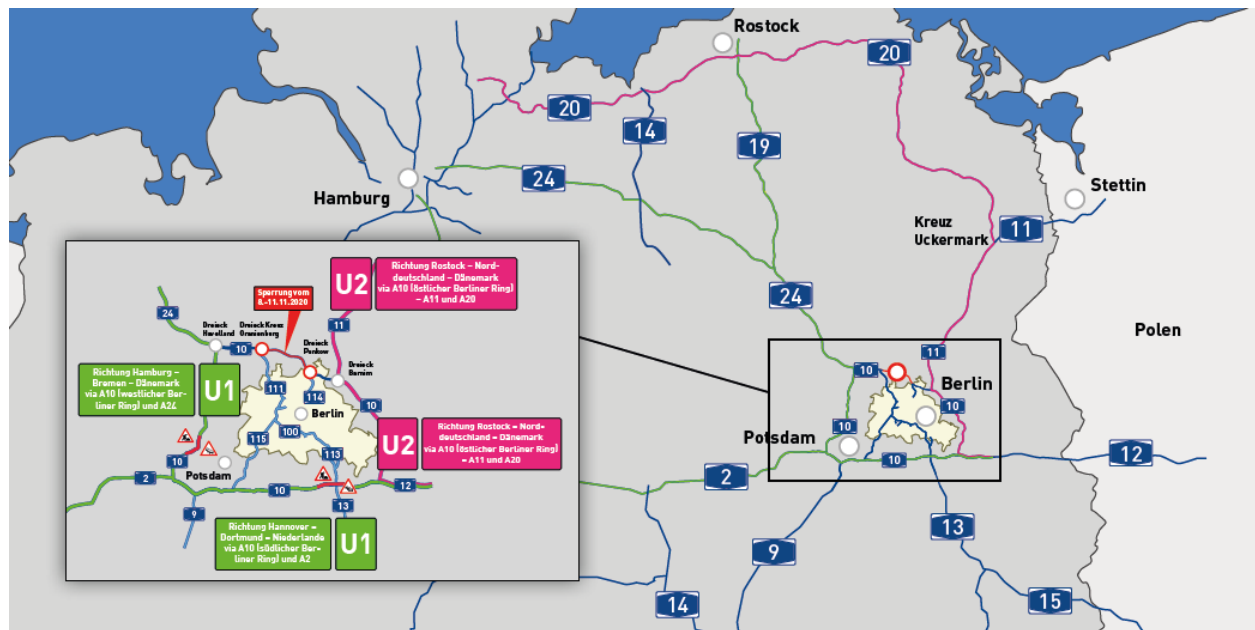 Rostock
20
20
14
19
24
Hamburg
Stettin
Kreuz
Uckermark
11
24
Polen
11
10
Berlin
10
10
Potsdam
10
2
12
9
13
14
15
U2
Richtung Rostock – Nord-
deutschland – Dänemark
via A10 (östlicher Berliner Ring)
– A11 und A20
Sperrung vom
8.-11.11.2020
24
11
Dreieck
Havelland
Dreieck Kreuz
Oranienburg
10
Dreieck
Pankow
Dreieck
Barnim
Richtung Hamburg –
Bremen – Dänemark
via A10 (westlicher Ber-
liner Ring) und A24
U1
111
114
10
Berlin
115
100
113
U2
Richtung Rostock – Nord-
deutschland – Dänemark
via A10 (östlicher Berliner Ring)
– A11 und A20
10
Potsdam
2
10
12
9
13
Richtung Hannover –
Dortmund – Niederlande
via A10 (südlicher Ber-
liner Ring) und A2
U1